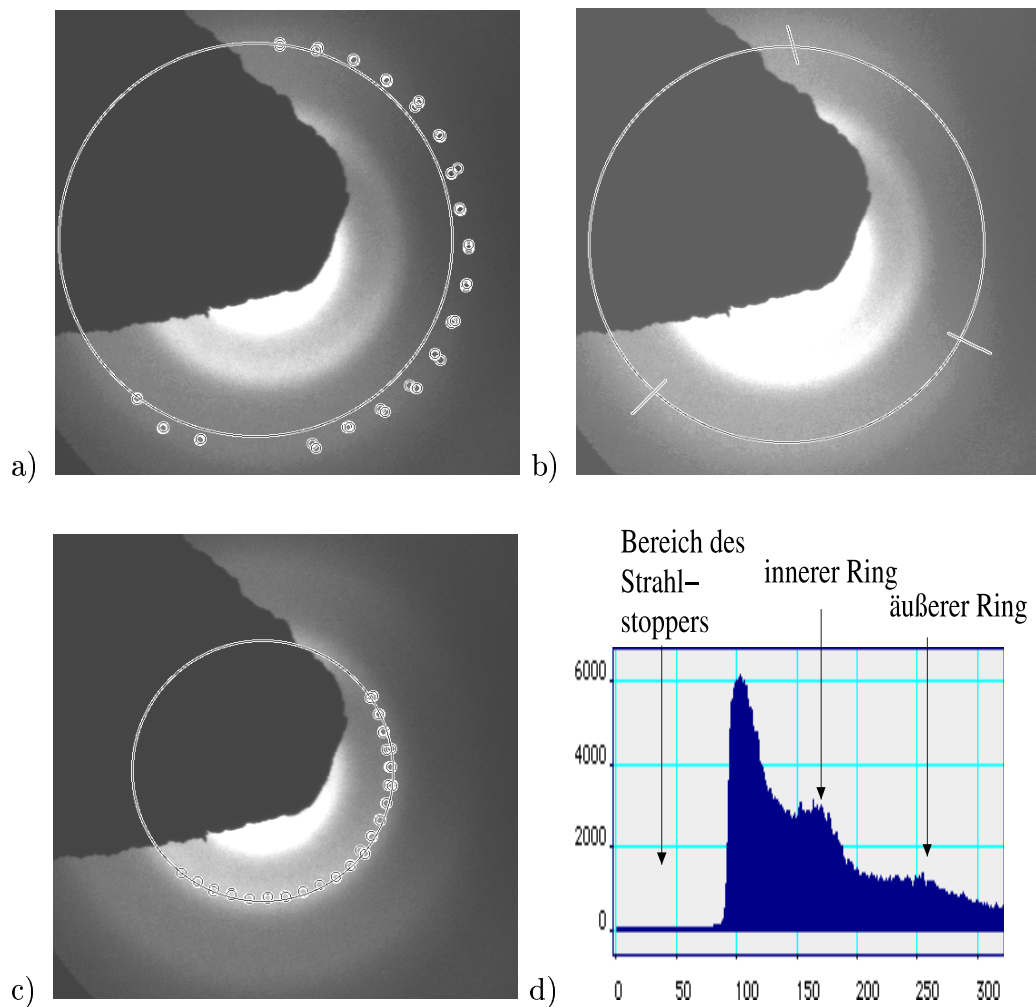 a)
b)
c)
Bereich des
Strahl–
stoppers
innerer Ring
äußerer Ring
6000
4000
2000
0
0 50 100 150 200 250 300
d)